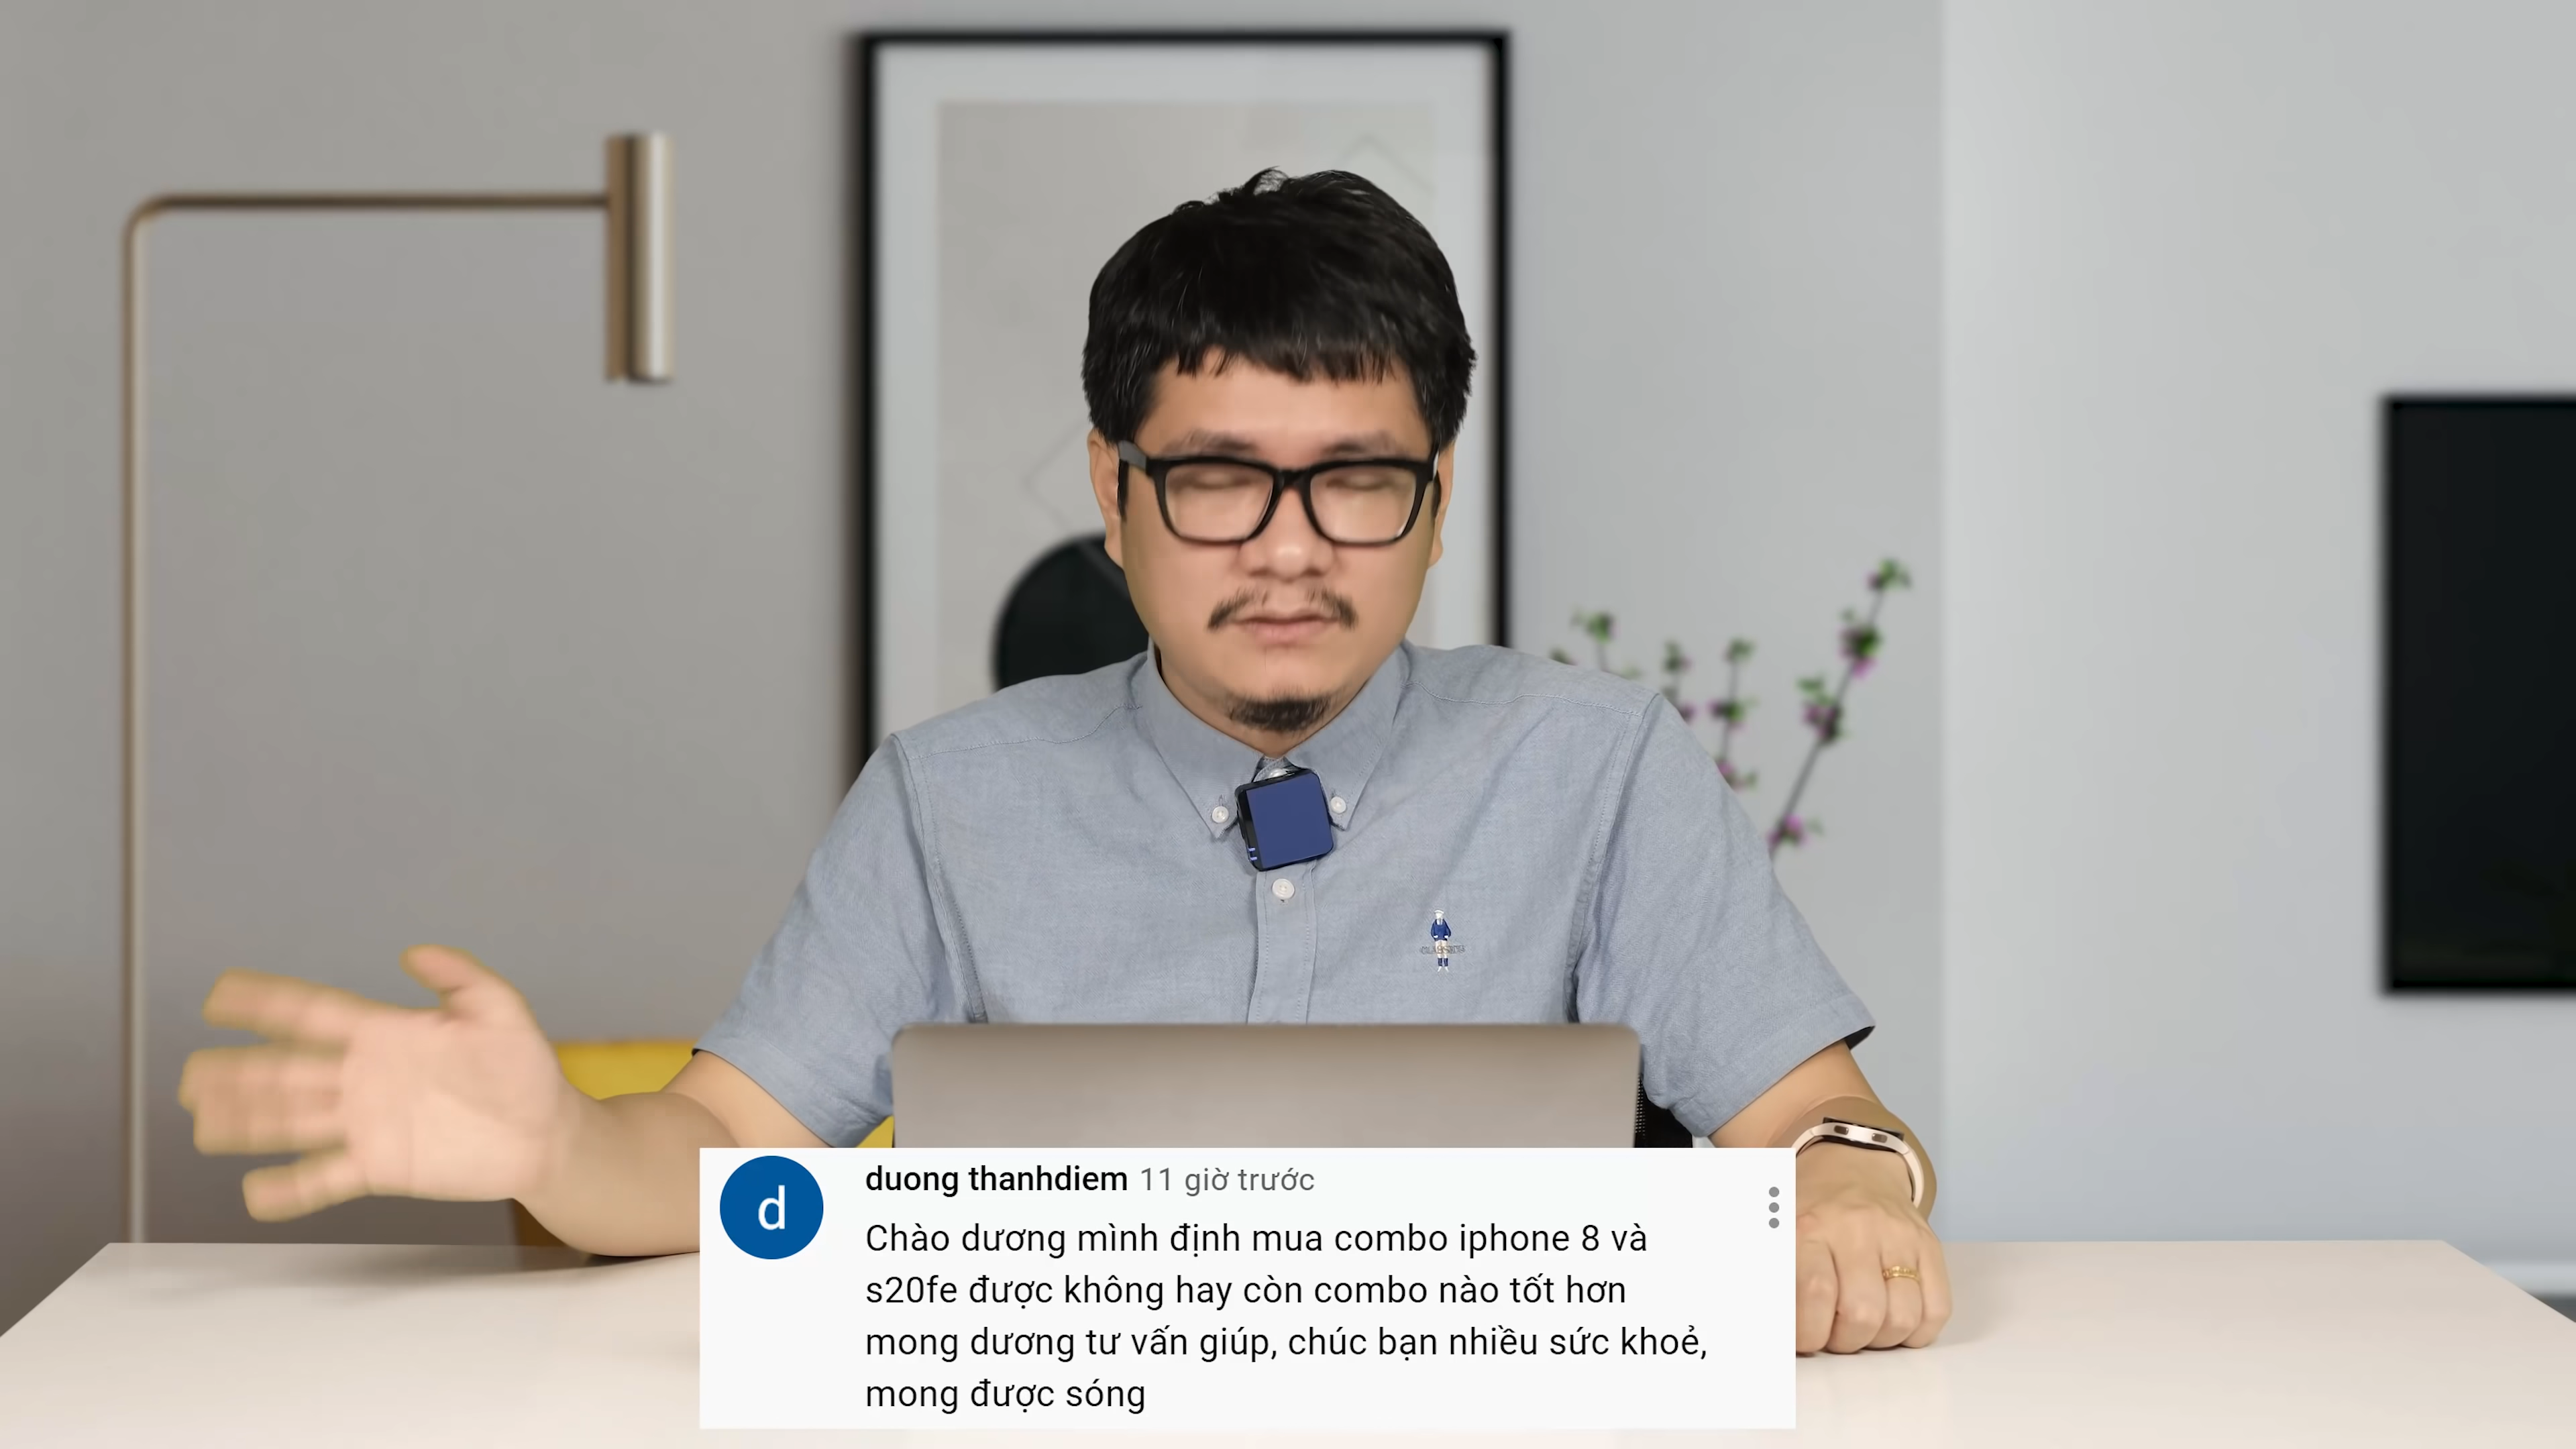 d
duong thanhdiem 11 giờ trước
Chào dương mình định mua combo iphone 8 và
s20fe được không hay còn combo nào tốt hơn
mong dương tư vấn giúp, chúc bạn nhiều sức khoẻ,
mong được sóng